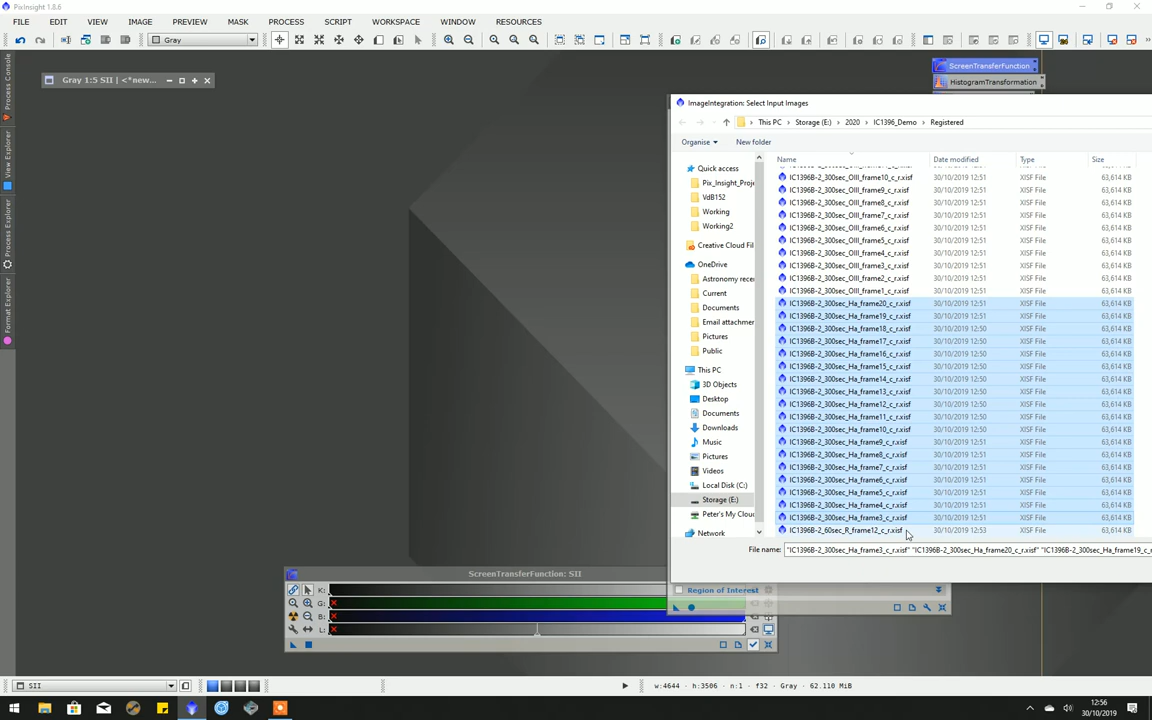 PixInsight 1.8.6
FILE EDIT VIEW IMAGE PREVIEW MASK PROCESS SCRIPT WORKSPACE WINDOW RESOURCES
Gray
Process Console
View Explorer
Process Explorer
Format Explorer
Gray 1:5 SII | <*new...
ScreenTransferFunction
HistogramTransformation
ImageIntegration: Select Input Images
This PC > Storage (E:) > 2020 > IC1396_Demo > Registered
Organise New folder
Name Date modified Type Size
Quick access
Pix_Insight_Proje
VdB152
Working
Working2
Creative Cloud Fil
OneDrive
Astronomy rece
Current
Documents
Email attachmer
Pictures
Public
This PC
3D Objects
Desktop
Documents
Downloads
Music
Pictures
Videos
Local Disk (C:)
Storage (E:)
Peter's My Clou
Network
IC1396B-2_300sec_OIII_frame10_c_r.xisf 30/10/2019 12:51 XISF File 63,614 KB
IC1396B-2_300sec_OIII_frame9_c_r.xisf 30/10/2019 12:51 XISF File 63,614 KB
IC1396B-2_300sec_OIII_frame8_c_r.xisf 30/10/2019 12:51 XISF File 63,614 KB
IC1396B-2_300sec_OIII_frame7_c_r.xisf 30/10/2019 12:51 XISF File 63,614 KB
IC1396B-2_300sec_OIII_frame6_c_r.xisf 30/10/2019 12:51 XISF File 63,614 KB
IC1396B-2_300sec_OIII_frame5_c_r.xisf 30/10/2019 12:51 XISF File 63,614 KB
IC1396B-2_300sec_OIII_frame4_c_r.xisf 30/10/2019 12:51 XISF File 63,614 KB
IC1396B-2_300sec_OIII_frame3_c_r.xisf 30/10/2019 12:51 XISF File 63,614 KB
IC1396B-2_300sec_OIII_frame2_c_r.xisf 30/10/2019 12:51 XISF File 63,614 KB
IC1396B-2_300sec_OIII_frame1_c_r.xisf 30/10/2019 12:51 XISF File 63,614 KB
IC1396B-2_300sec_Ha_frame20_c_r.xisf 30/10/2019 12:51 XISF File 63,614 KB
IC1396B-2_300sec_Ha_frame19_c_r.xisf 30/10/2019 12:51 XISF File 63,614 KB
IC1396B-2_300sec_Ha_frame18_c_r.xisf 30/10/2019 12:50 XISF File 63,614 KB
IC1396B-2_300sec_Ha_frame17_c_r.xisf 30/10/2019 12:50 XISF File 63,614 KB
IC1396B-2_300sec_Ha_frame16_c_r.xisf 30/10/2019 12:50 XISF File 63,614 KB
IC1396B-2_300sec_Ha_frame15_c_r.xisf 30/10/2019 12:50 XISF File 63,614 KB
IC1396B-2_300sec_Ha_frame14_c_r.xisf 30/10/2019 12:50 XISF File 63,614 KB
IC1396B-2_300sec_Ha_frame13_c_r.xisf 30/10/2019 12:50 XISF File 63,614 KB
IC1396B-2_300sec_Ha_frame12_c_r.xisf 30/10/2019 12:50 XISF File 63,614 KB
IC1396B-2_300sec_Ha_frame11_c_r.xisf 30/10/2019 12:50 XISF File 63,614 KB
IC1396B-2_300sec_Ha_frame10_c_r.xisf 30/10/2019 12:50 XISF File 63,614 KB
IC1396B-2_300sec_Ha_frame9_c_r.xisf 30/10/2019 12:51 XISF File 63,614 KB
IC1396B-2_300sec_Ha_frame8_c_r.xisf 30/10/2019 12:51 XISF File 63,614 KB
IC1396B-2_300sec_Ha_frame7_c_r.xisf 30/10/2019 12:51 XISF File 63,614 KB
IC1396B-2_300sec_Ha_frame6_c_r.xisf 30/10/2019 12:51 XISF File 63,614 KB
IC1396B-2_300sec_Ha_frame5_c_r.xisf 30/10/2019 12:51 XISF File 63,614 KB
IC1396B-2_300sec_Ha_frame4_c_r.xisf 30/10/2019 12:51 XISF File 63,614 KB
IC1396B-2_300sec_Ha_frame3_c_r.xisf 30/10/2019 12:51 XISF File 63,614 KB
IC1396B-2_60sec_R_frame12_c_r.xisf 30/10/2019 12:53 XISF File 63,614 KB
File name: "IC1396B-2_300sec_Ha_frame3_c_r.xisf" "IC1396B-2_300sec_Ha_frame20_c_r.xisf" "IC1396B-2_300sec_Ha_frame19_c_r
Region of Interest
ScreenTransferFunction: SII
K:
G:
B:
L:
SII
w:4644 · h:3506 · n:1 · f32 · Gray · 62.110 MiB
12:56
30/10/2019